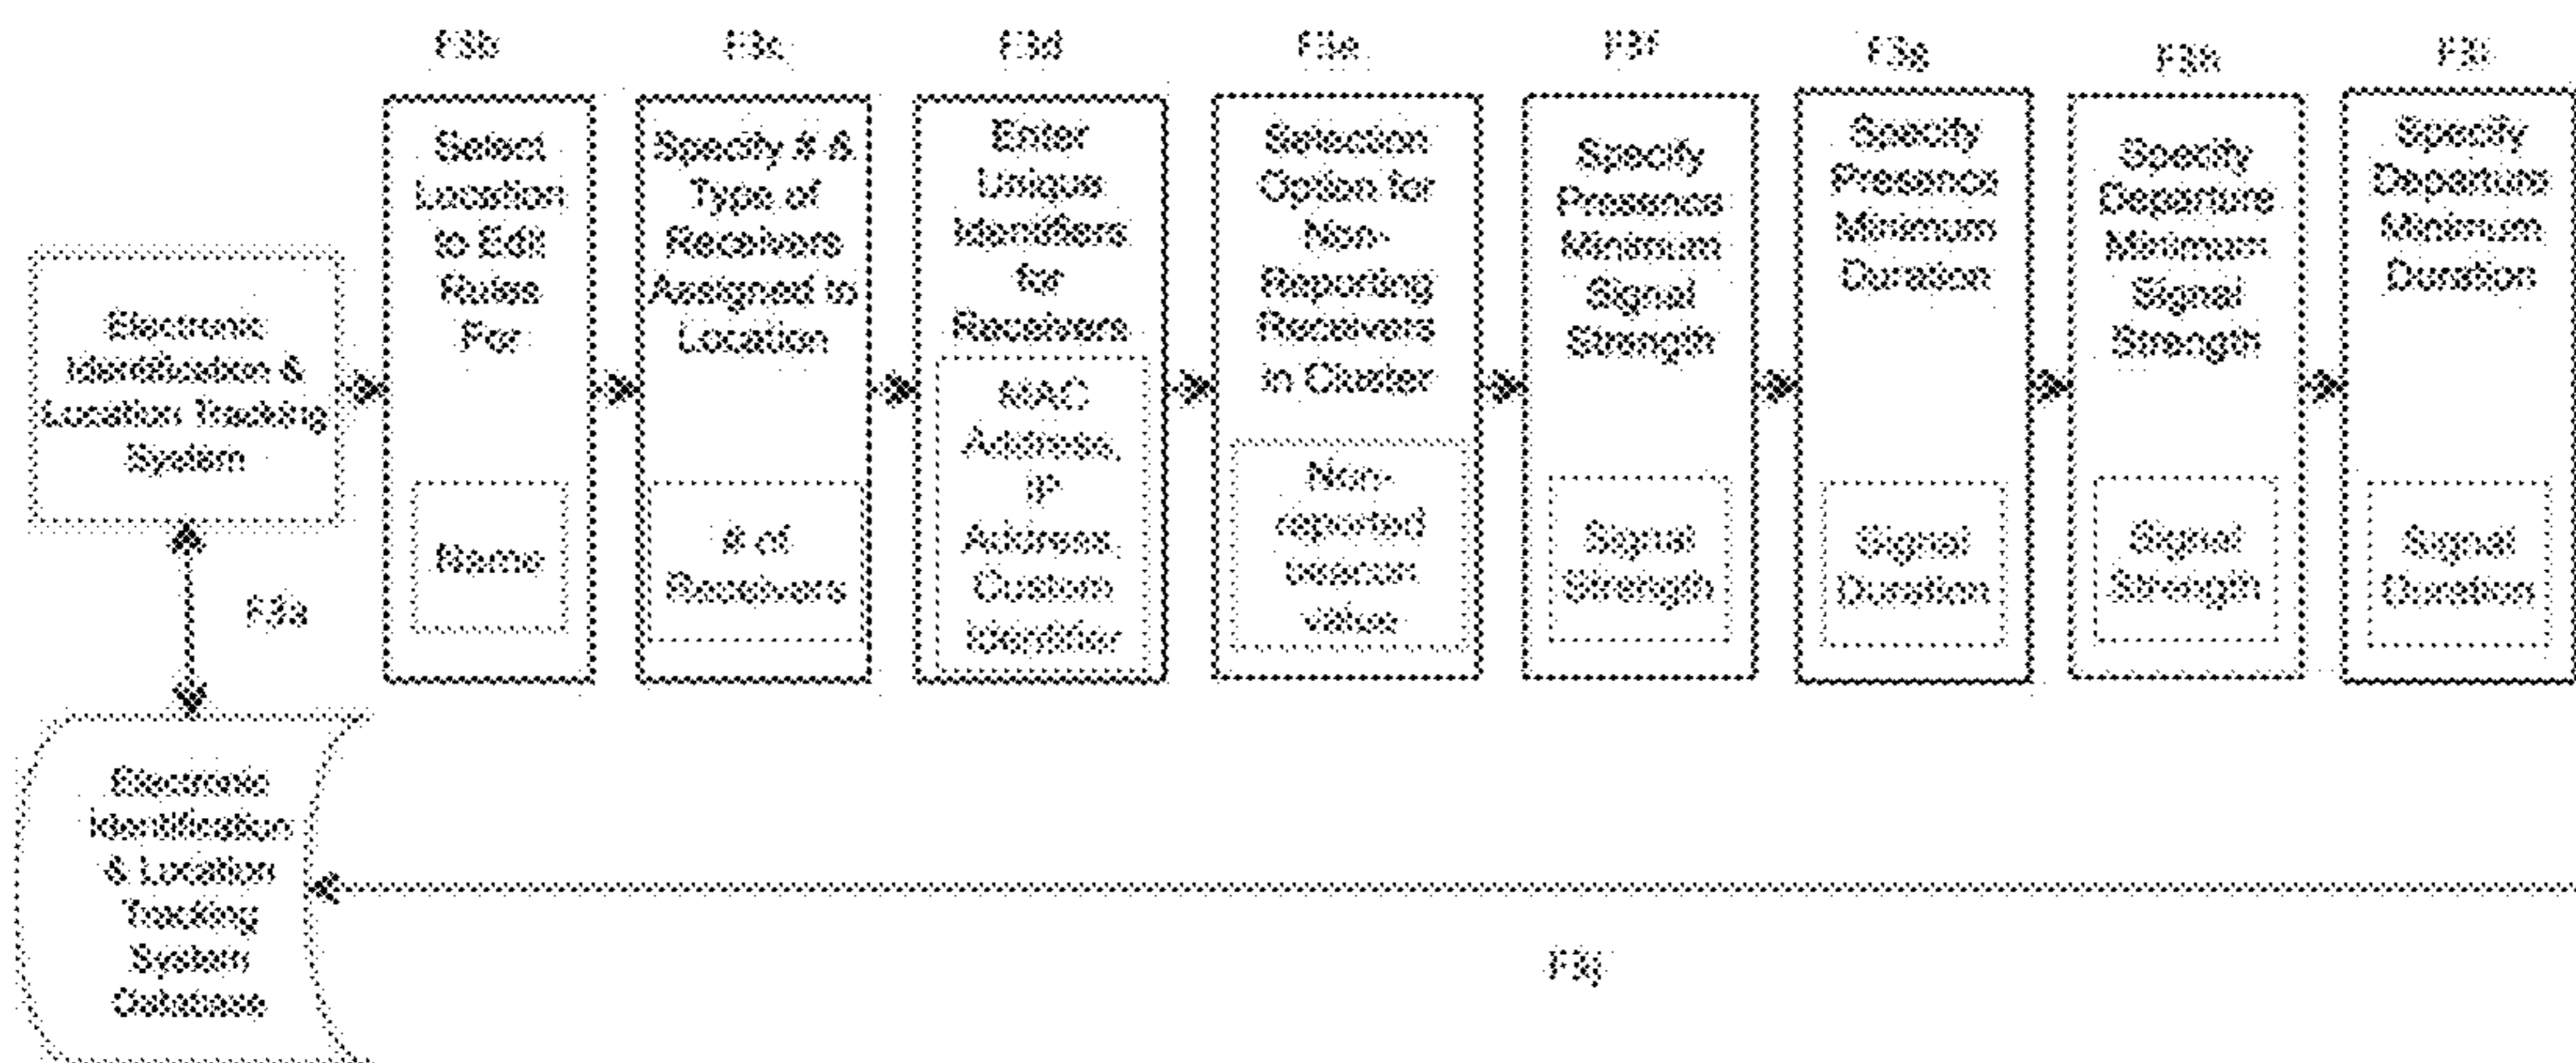 F3b
F3c
F3d
F3e
F3f
F3g
F3h
F3i
Electronic
Identification &
Location Tracking
System
Select
Location
to Edit
Rules
For
Name
Specify # &
Type of
Receivers
Assigned to
Location
# of
Receivers
Enter
Unique
Identifiers
for
Receivers
MAC
Address,
IP
Address,
Custom
Identifier
Selection
Option for
Non-
Reporting
Receivers
in Cluster
Non-
reported
beacon
value
Specify
Presence
Minimum
Signal
Strength
Signal
Strength
Specify
Presence
Minimum
Duration
Signal
Duration
Specify
Departure
Minimum
Signal
Strength
Signal
Strength
Specify
Departure
Minimum
Duration
Signal
Duration
F3a
Electronic
Identification
& Location
Tracking
System
Database
F3j